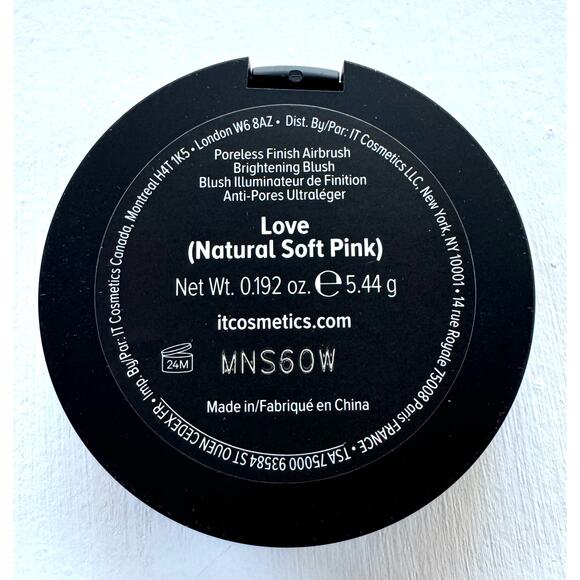 Dist. By/Par: IT Cosmetics LLC, New York, NY 10001 • 14 rue Royale 75008 Paris FRANCE • TSA 75000 93584 ST OUEN CEDEX FR • Imp. By/Par: IT Cosmetics Canada, Montreal H4T 1K5 • London W6 8AZ •
Poreless Finish Airbrush
Brightening Blush
Blush Illuminateur de Finition
Anti-Pores Ultraléger
Love
(Natural Soft Pink)
Net Wt. 0.192 oz. ℮ 5.44 g
itcosmetics.com
24M
MNS60W
Made in/Fabriqué en China